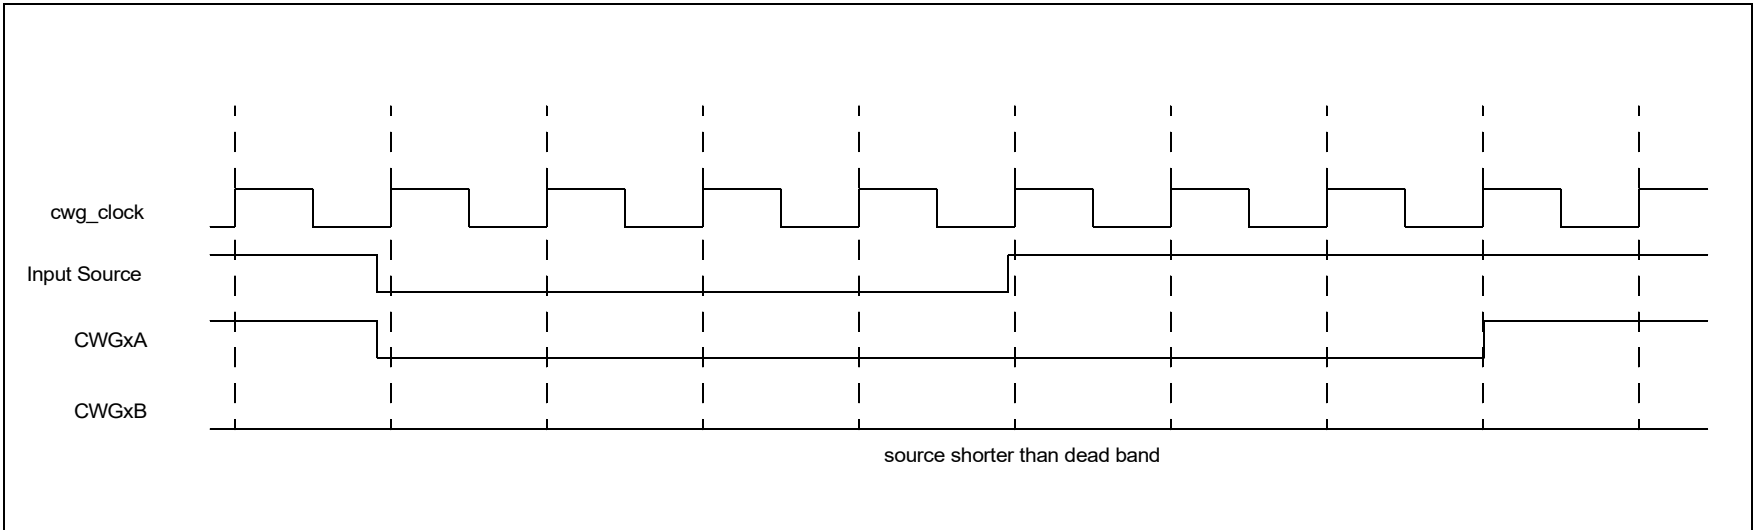 cwg_clock
Input Source
CWGxA
CWGxB
source shorter than dead band